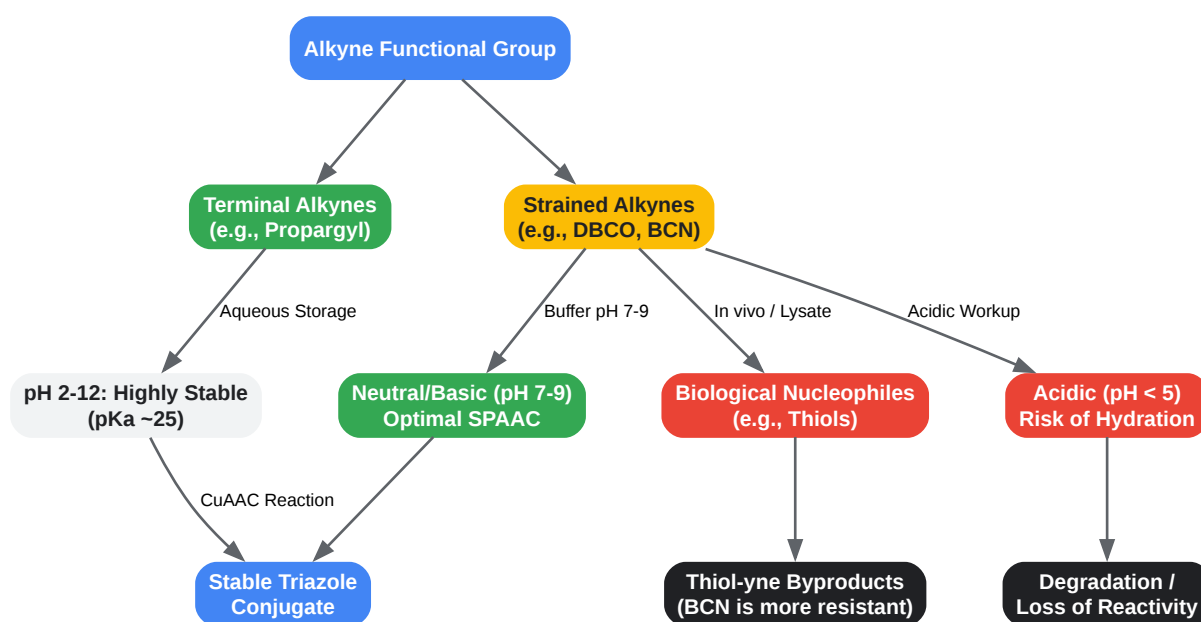 Alkyne Functional Group
Terminal Alkynes
(e.g., Propargyl)
Strained Alkynes
(e.g., DBCO, BCN)
Aqueous Storage
Buffer pH 7-9
In vivo / Lysate
Acidic Workup
pH 2-12: Highly Stable
(pKa ~25)
Neutral/Basic (pH 7-9)
Optimal SPAAC
Biological Nucleophiles
(e.g., Thiols)
Acidic (pH < 5)
Risk of Hydration
CuAAC Reaction
Stable Triazole
Conjugate
Thiol-yne Byproducts
(BCN is more resistant)
Degradation /
Loss of Reactivity